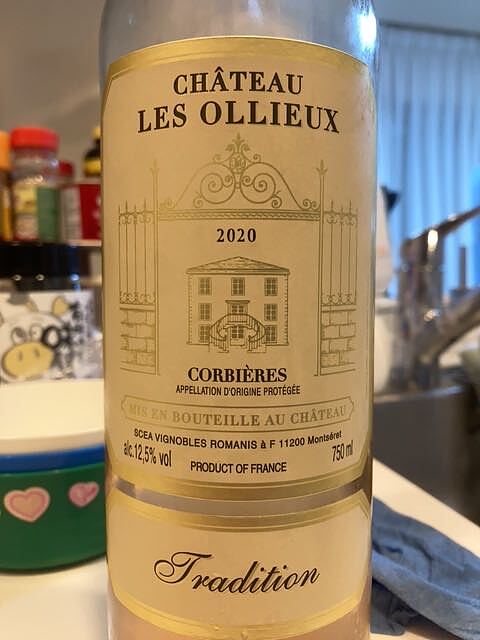 CHÂTEAU
LES OLLIEUX
2020
CORBIÈRES
APPELLATION D'ORIGINE PROTÉGÉE
MIS EN BOUTEILLE AU CHÂTEAU
SCEA VIGNOBLES ROMANIS à F 11200 Montséret
alc.12,5% vol
PRODUCT OF FRANCE
750 ml
Tradition